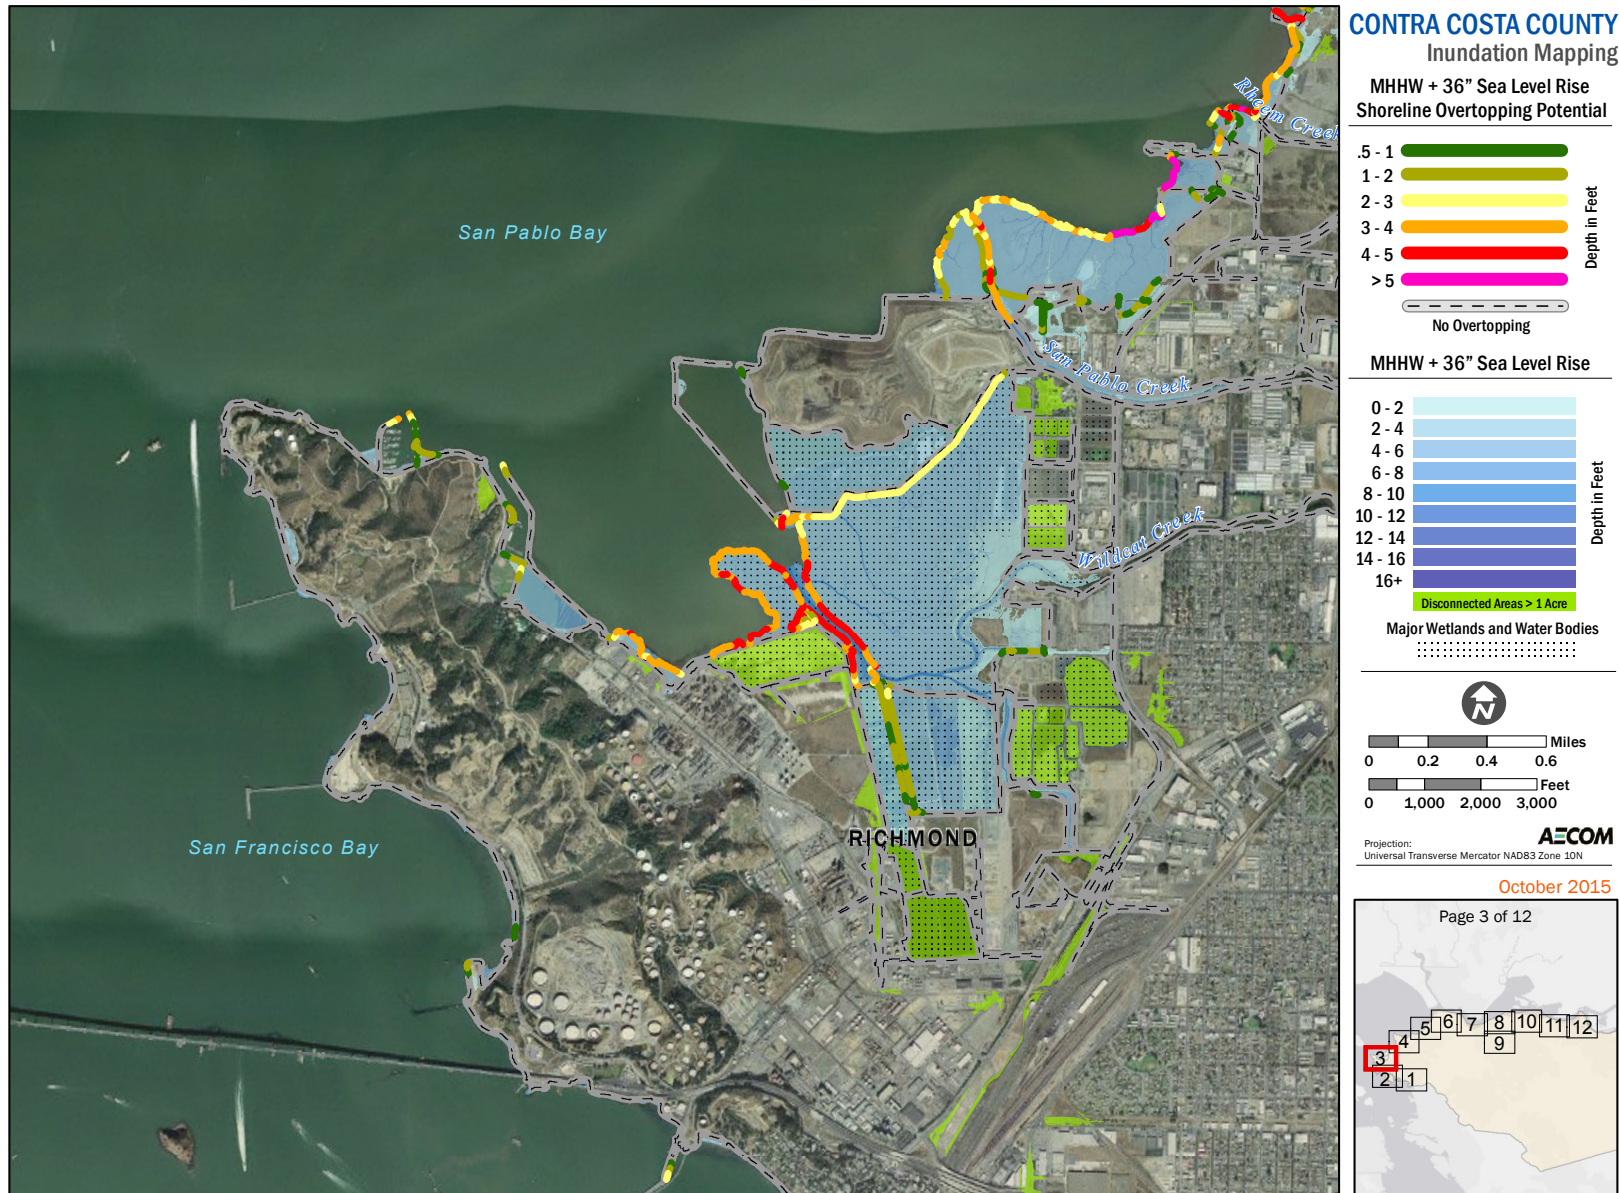 CONTRA COSTA COUNTY
Inundation Mapping
MHHW + 36” Sea Level Rise
Shoreline Overtopping Potential
.5 - 1
1 - 2
2 - 3
3 - 4
4 - 5
> 5
Depth in Feet
No Overtopping
MHHW + 36” Sea Level Rise
0 - 2
2 - 4
4 - 6
6 - 8
8 - 10
10 - 12
12 - 14
14 - 16
16+
Depth in Feet
Disconnected Areas > 1 Acre
Major Wetlands and Water Bodies
N
Miles
0 0.2 0.4 0.6
Feet
0 1,000 2,000 3,000
AECOM
Projection:
Universal Transverse Mercator NAD83 Zone 10N
October 2015
Page 3 of 12
1
2
3
4
5
6
7
8
9
10
11
12
Rheem Creek
San Pablo Bay
San Pablo Creek
Wildcat Creek
RICHMOND
San Francisco Bay